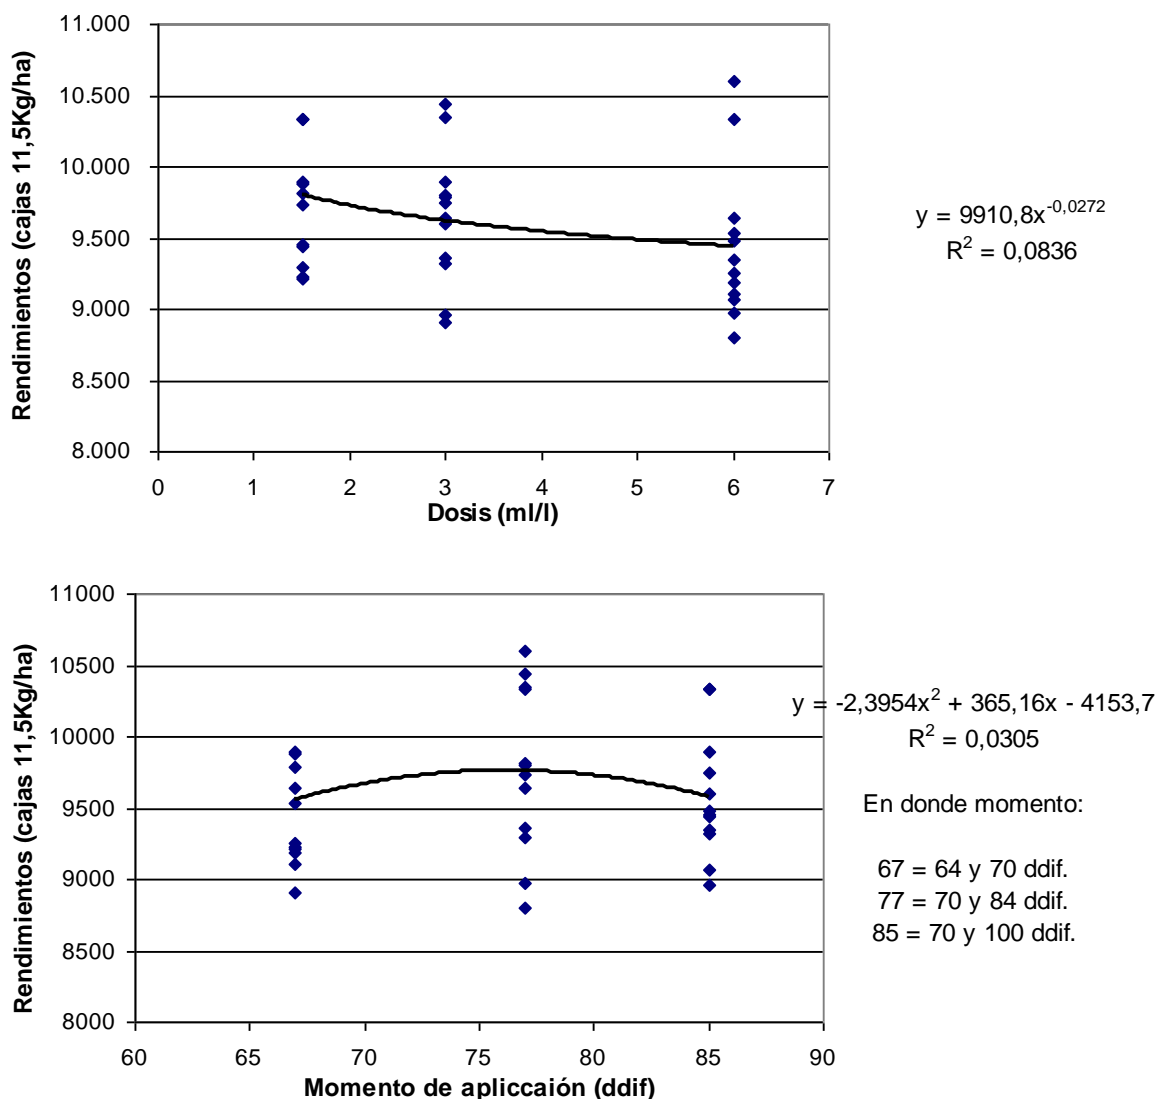 11.000
10.500
10.000
9.500
9.000
8.500
8.000
Rendimientos (cajas 11,5Kg/ha)
0 1 2 3 4 5 6 7
Dosis (ml/l)
y = 9910,8x^-0,0272
R² = 0,0836
11000
10500
10000
9500
9000
8500
8000
Rendimientos (cajas 11,5Kg/ha)
60 65 70 75 80 85 90
Momento de apliccaión (ddif)
y = -2,3954x² + 365,16x - 4153,7
R² = 0,0305
En donde momento:
67 = 64 y 70 ddif.
77 = 70 y 84 ddif.
85 = 70 y 100 ddif.